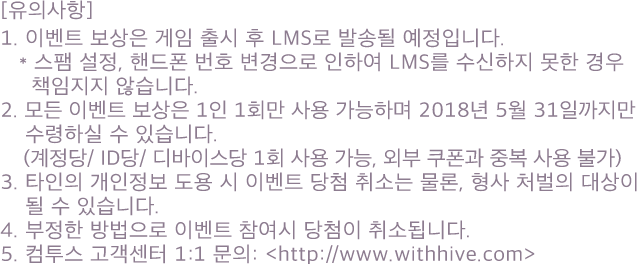 [유의사항]
1. 이벤트 보상은 게임 출시 후 LMS로 발송될 예정입니다.
* 스팸 설정, 핸드폰 번호 변경으로 인하여 LMS를 수신하지 못한 경우
책임지지 않습니다.
2. 모든 이벤트 보상은 1인 1회만 사용 가능하며 2018년 5월 31일까지만
수령하실 수 있습니다.
(계정당/ ID당/ 디바이스당 1회 사용 가능, 외부 쿠폰과 중복 사용 불가)
3. 타인의 개인정보 도용 시 이벤트 당첨 취소는 물론, 형사 처벌의 대상이
될 수 있습니다.
4. 부정한 방법으로 이벤트 참여시 당첨이 취소됩니다.
5. 컴투스 고객센터 1:1 문의: <http://www.withhive.com>